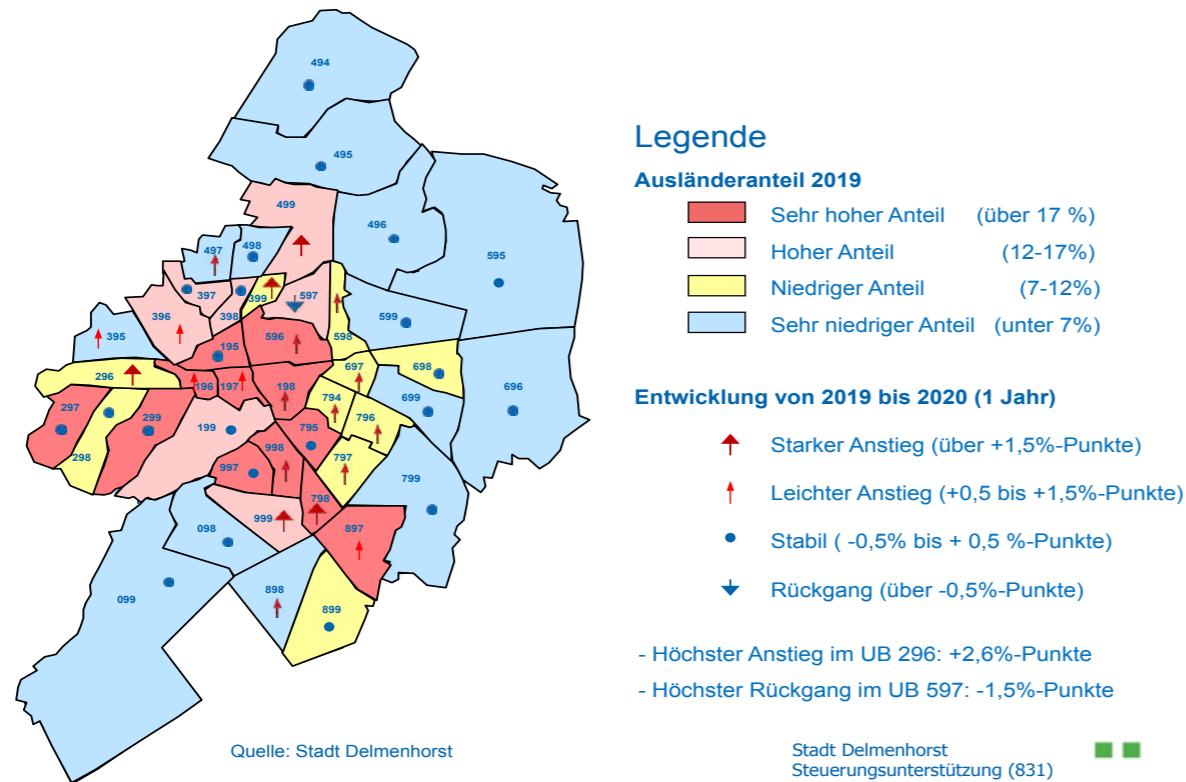 494
495
499
496
595
497
498
397
399
597
396
398
598
599
395
195
596
296
196
197
198
697
698
696
297
299
794
699
298
199
795
796
998
797
997
799
798
999
098
897
898
099
899
Quelle: Stadt Delmenhorst
Legende
Ausländeranteil 2019
Sehr hoher Anteil (über 17 %)
Hoher Anteil (12-17%)
Niedriger Anteil (7-12%)
Sehr niedriger Anteil (unter 7%)
Entwicklung von 2019 bis 2020 (1 Jahr)
Starker Anstieg (über +1,5%-Punkte)
Leichter Anstieg (+0,5 bis +1,5%-Punkte)
Stabil ( -0,5% bis + 0,5 %-Punkte)
Rückgang (über -0,5%-Punkte)
- Höchster Anstieg im UB 296: +2,6%-Punkte
- Höchster Rückgang im UB 597: -1,5%-Punkte
Stadt Delmenhorst
Steuerungsunterstützung (831)